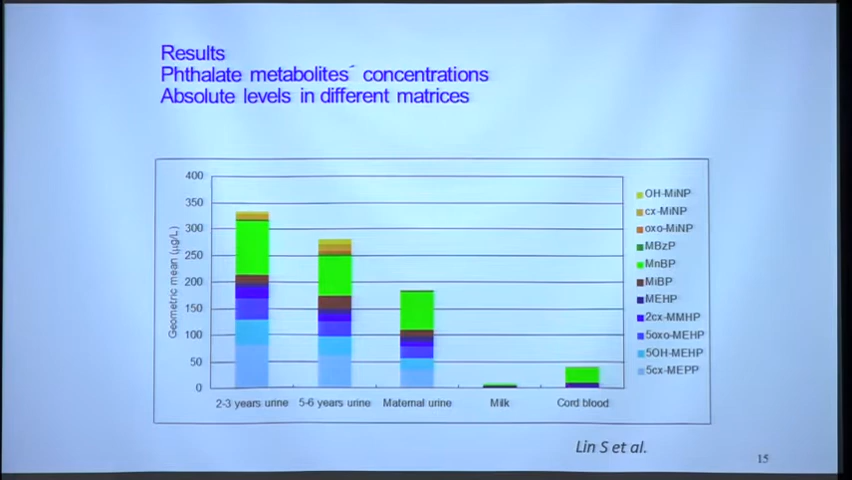 Results
Phthalate metabolites´ concentrations
Absolute levels in different matrices
400
350
300
250
200
150
100
50
0
Geometric mean (µg/L)
2-3 years urine
5-6 years urine
Maternal urine
Milk
Cord blood
OH-MiNP
cx-MiNP
oxo-MiNP
MBzP
MnBP
MiBP
MEHP
2cx-MMHP
5oxo-MEHP
5OH-MEHP
5cx-MEPP
Lin S et al.
15